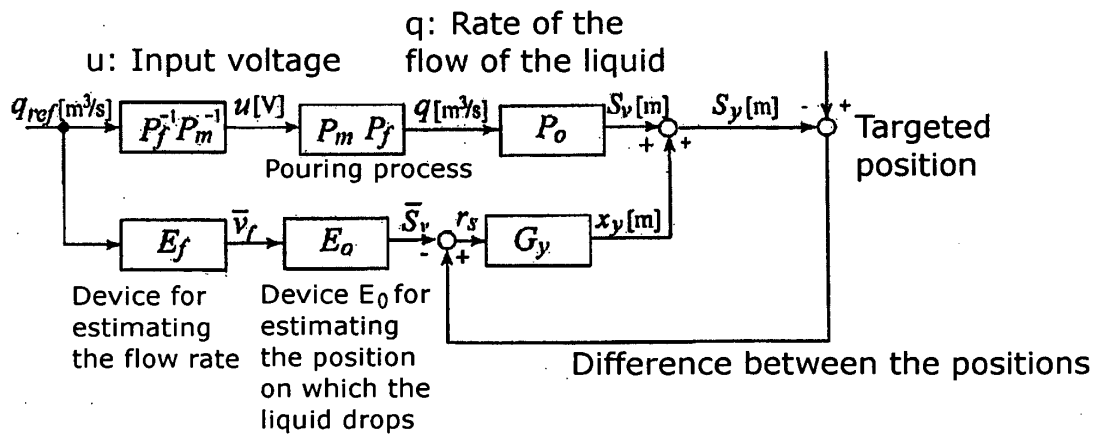 q: Rate of the
flow of the liquid
u: Input voltage
q_ref[m³/s]
P_f⁻¹ P_m⁻¹
u[V]
P_m P_f
q[m³/s]
P_o
S_v[m]
+
+
S_y[m]
-
+
Targeted
position
Pouring process
E_f
v̄_f
E_o
S̄_v
-
+
r_s
G_y
x_y[m]
Device for
estimating
the flow rate
Device E₀ for
estimating
the position
on which the
liquid drops
Difference between the positions